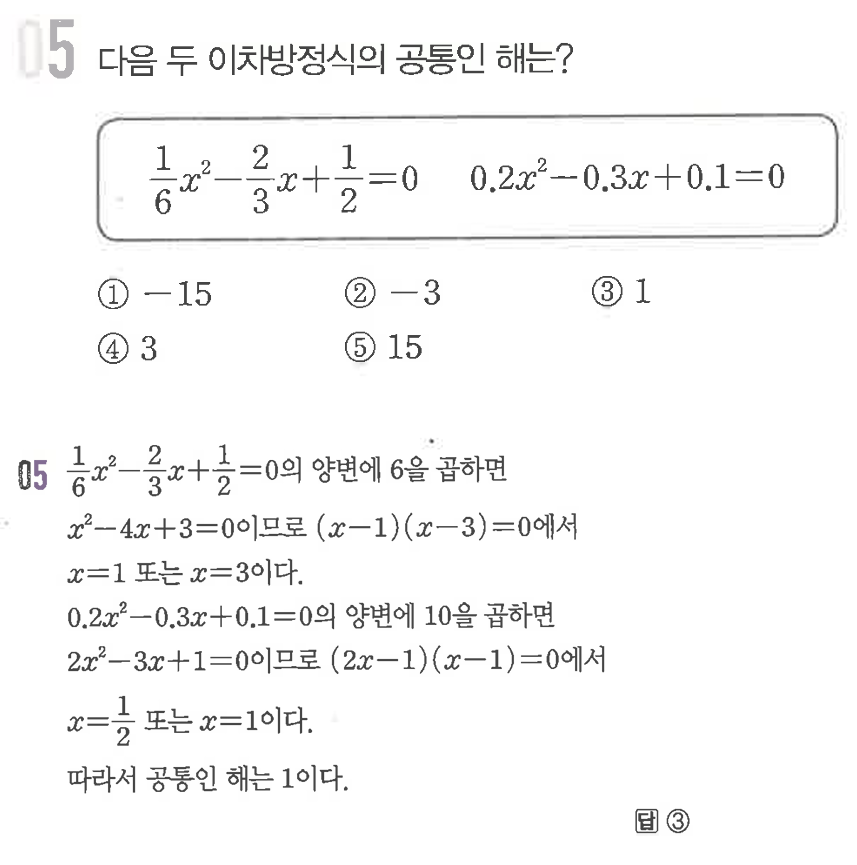 05 다음 두 이차방정식의 공통인 해는?
1/6x²−2/3x+1/2=0 0.2x²−0.3x+0.1=0
① −15 ② −3 ③ 1
④ 3 ⑤ 15
05 1/6x²−2/3x+1/2=0의 양변에 6을 곱하면
x²−4x+3=0이므로 (x−1)(x−3)=0에서
x=1 또는 x=3이다.
0.2x²−0.3x+0.1=0의 양변에 10을 곱하면
2x²−3x+1=0이므로 (2x−1)(x−1)=0에서
x=1/2 또는 x=1이다.
따라서 공통인 해는 1이다.
답 ③